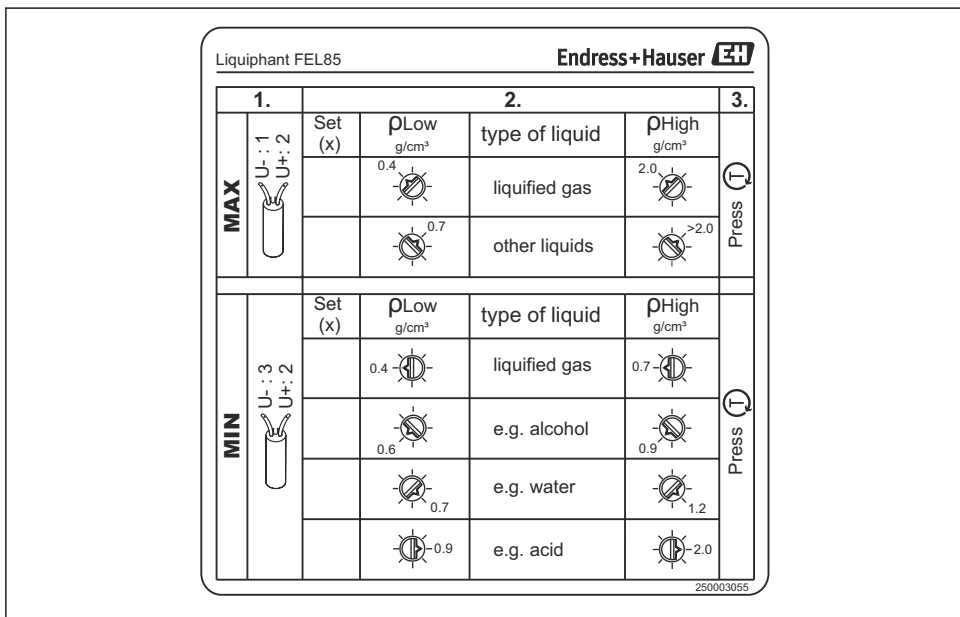 Liquiphant FEL85
Endress+Hauser EH
1. 2. 3.
MAX
U- : 1
U+: 2
Set (x)
ρLow g/cm³
type of liquid
ρHigh g/cm³
0.4 liquified gas 2.0
0.7 other liquids >2.0
Press T
MIN
U- : 3
U+: 2
Set (x)
ρLow g/cm³
type of liquid
ρHigh g/cm³
0.4 liquified gas 0.7
0.6 e.g. alcohol 0.9
0.7 e.g. water 1.2
0.9 e.g. acid 2.0
Press T
250003055